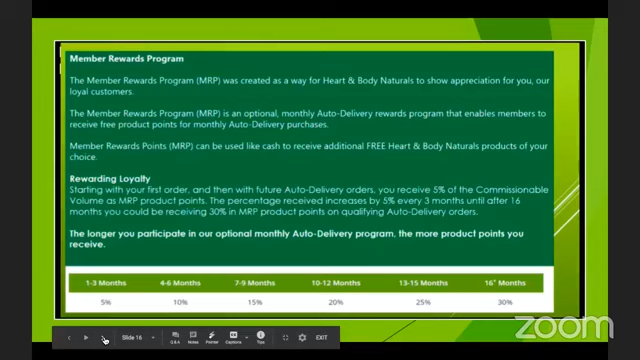 Member Rewards Program
The Member Rewards Program (MRP) was created as a way for Heart & Body Naturals to show appreciation for you, our
loyal customers.
The Member Rewards Program (MRP) is an optional, monthly Auto-Delivery rewards program that enables members to
receive free product points for monthly Auto-Delivery purchases.
Member Rewards Points (MRP) can be used like cash to receive additional FREE Heart & Body Naturals products of your
choice.
Rewarding Loyalty
Starting with your first order, and then with future Auto-Delivery orders, you receive 5% of the Commissionable
Volume as MRP product points. The percentage received increases by 5% every 3 months until after 16
months you could be receiving 30% in MRP product points on qualifying Auto-Delivery orders.
The longer you participate in our optional monthly Auto-Delivery program, the more product points you
receive.
1-3 Months 4-6 Months 7-9 Months 10-12 Months 13-15 Months 16+ Months
5% 10% 15% 20% 25% 30%
Slide 16 Q&A Notes Pointer Captions Tips EXIT
zoom